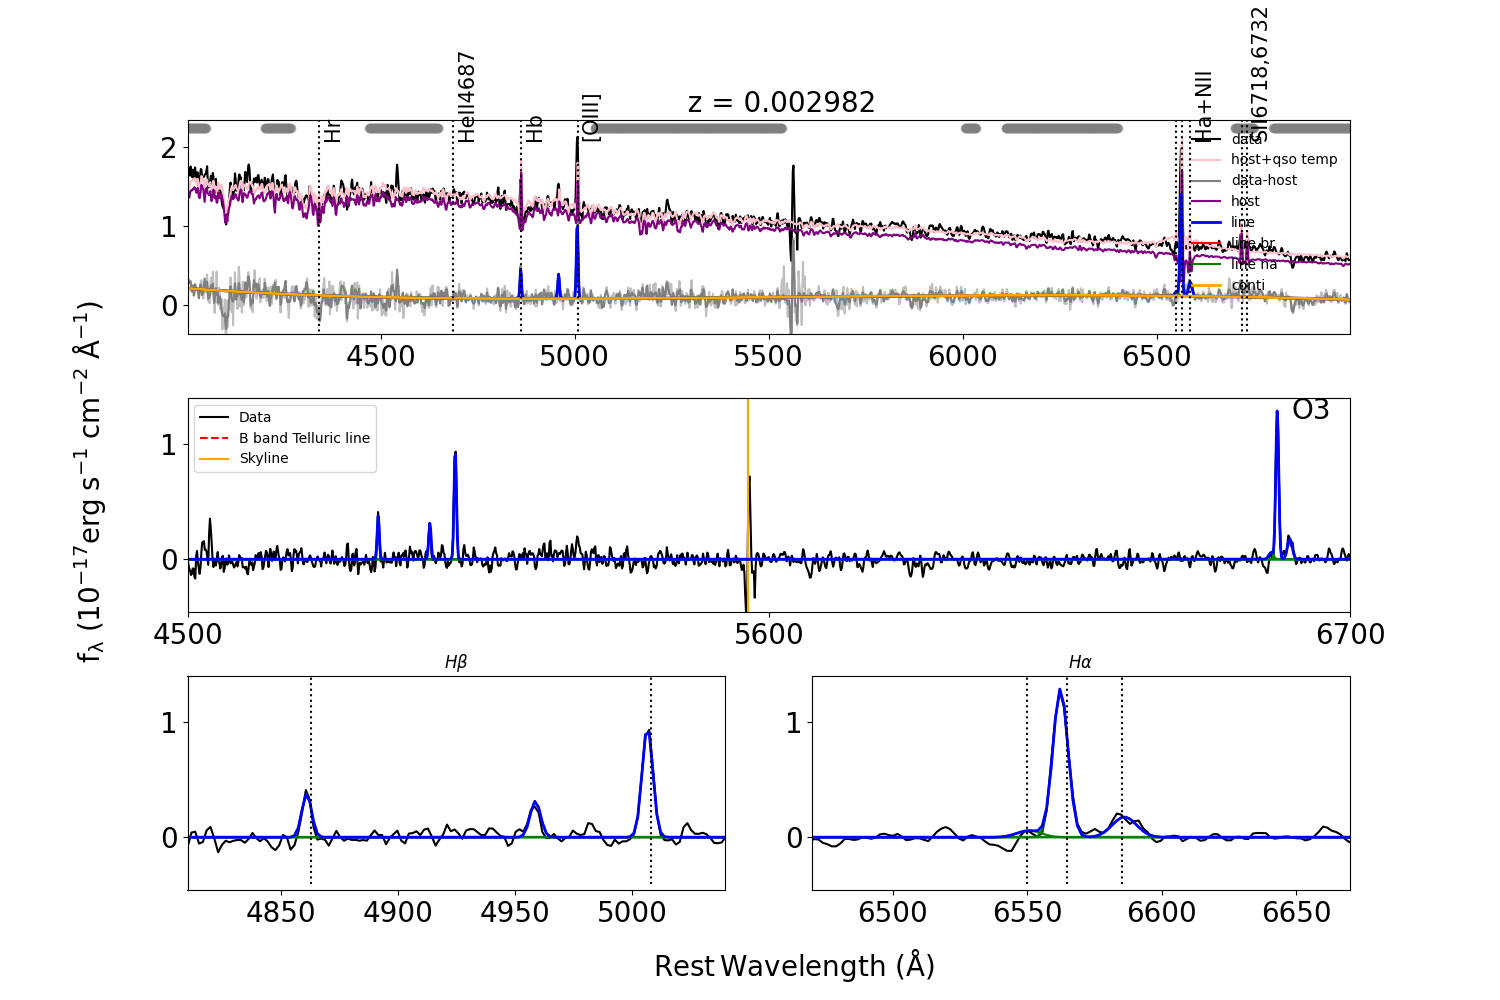 z = 0.002982
Hr
HeII4687
Hb
[OIII]
Ha+NII
SII6718,6732
data
host+qso temp
data-host
host
line
line br
line na
conti
2
1
0
4500 5000 5500 6000 6500
fλ (10⁻¹⁷erg s⁻¹ cm⁻² Å⁻¹)
Data
B band Telluric line
Skyline
O3
1
0
4500 5600 6700
Hβ
1
0
4850 4900 4950 5000
Hα
1
0
6500 6550 6600 6650
Rest Wavelength (Å)